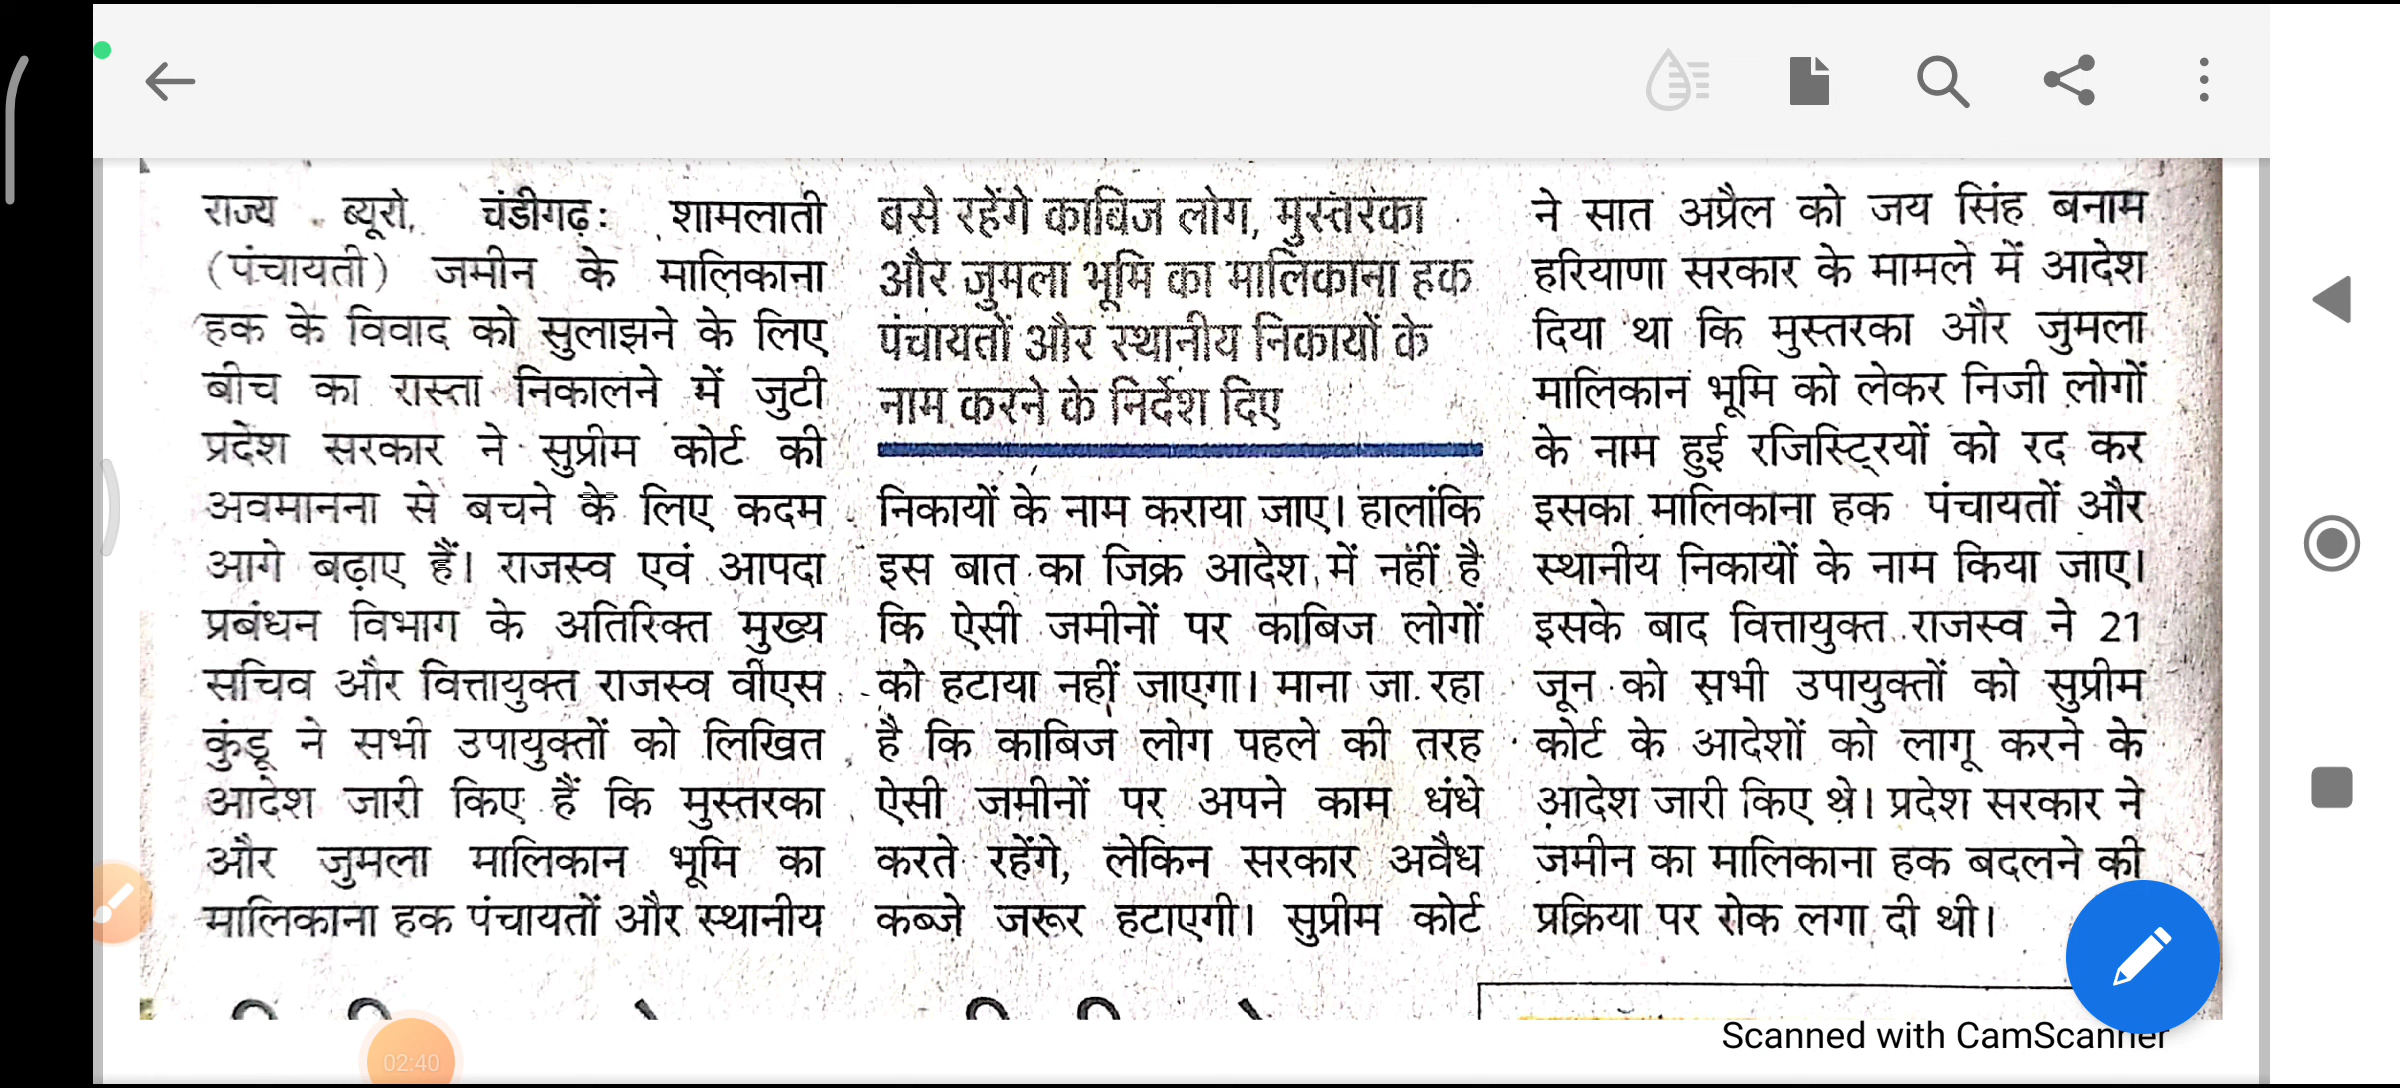 राज्य ब्यूरो, चंडीगढ़ः शामलाती
(पंचायती) जमीन के मालिकाना
हक के विवाद को सुलाझने के लिए
बीच का रास्ता निकालने में जुटी
प्रदेश सरकार ने सुप्रीम कोर्ट की
अवमानना से बचने के लिए कदम
आगे बढ़ाए हैं। राजस्व एवं आपदा
प्रबंधन विभाग के अतिरिक्त मुख्य
सचिव और वित्तायुक्त राजस्व वीएस
कुंडू ने सभी उपायुक्तों को लिखित
आदेश जारी किए हैं कि मुस्तरका
और जुमला मालिकान भूमि का
मालिकाना हक पंचायतों और स्थानीय
बसे रहेंगे काबिज लोग, मुस्तरका
और जुमला भूमि का मालिकाना हक
पंचायतों और स्थानीय निकायों के
नाम करने के निर्देश दिए
निकायों के नाम कराया जाए। हालांकि
इस बात का जिक्र आदेश में नहीं है
कि ऐसी जमीनों पर काबिज लोगों
को हटाया नहीं जाएगा। माना जा रहा
है कि काबिज लोग पहले की तरह
ऐसी जमीनों पर अपने काम धंधे
करते रहेंगे, लेकिन सरकार अवैध
कब्जे जरूर हटाएगी। सुप्रीम कोर्ट
ने सात अप्रैल को जय सिंह बनाम
हरियाणा सरकार के मामले में आदेश
दिया था कि मुस्तरका और जुमला
मालिकान भूमि को लेकर निजी लोगों
के नाम हुई रजिस्ट्रियों को रद कर
इसका मालिकाना हक पंचायतों और
स्थानीय निकायों के नाम किया जाए।
इसके बाद वित्तायुक्त राजस्व ने 21
जून को सभी उपायुक्तों को सुप्रीम
कोर्ट के आदेशों को लागू करने के
आदेश जारी किए थे। प्रदेश सरकार ने
जमीन का मालिकाना हक बदलने की
प्रक्रिया पर रोक लगा दी थी।
Scanned with CamScanner
02:40